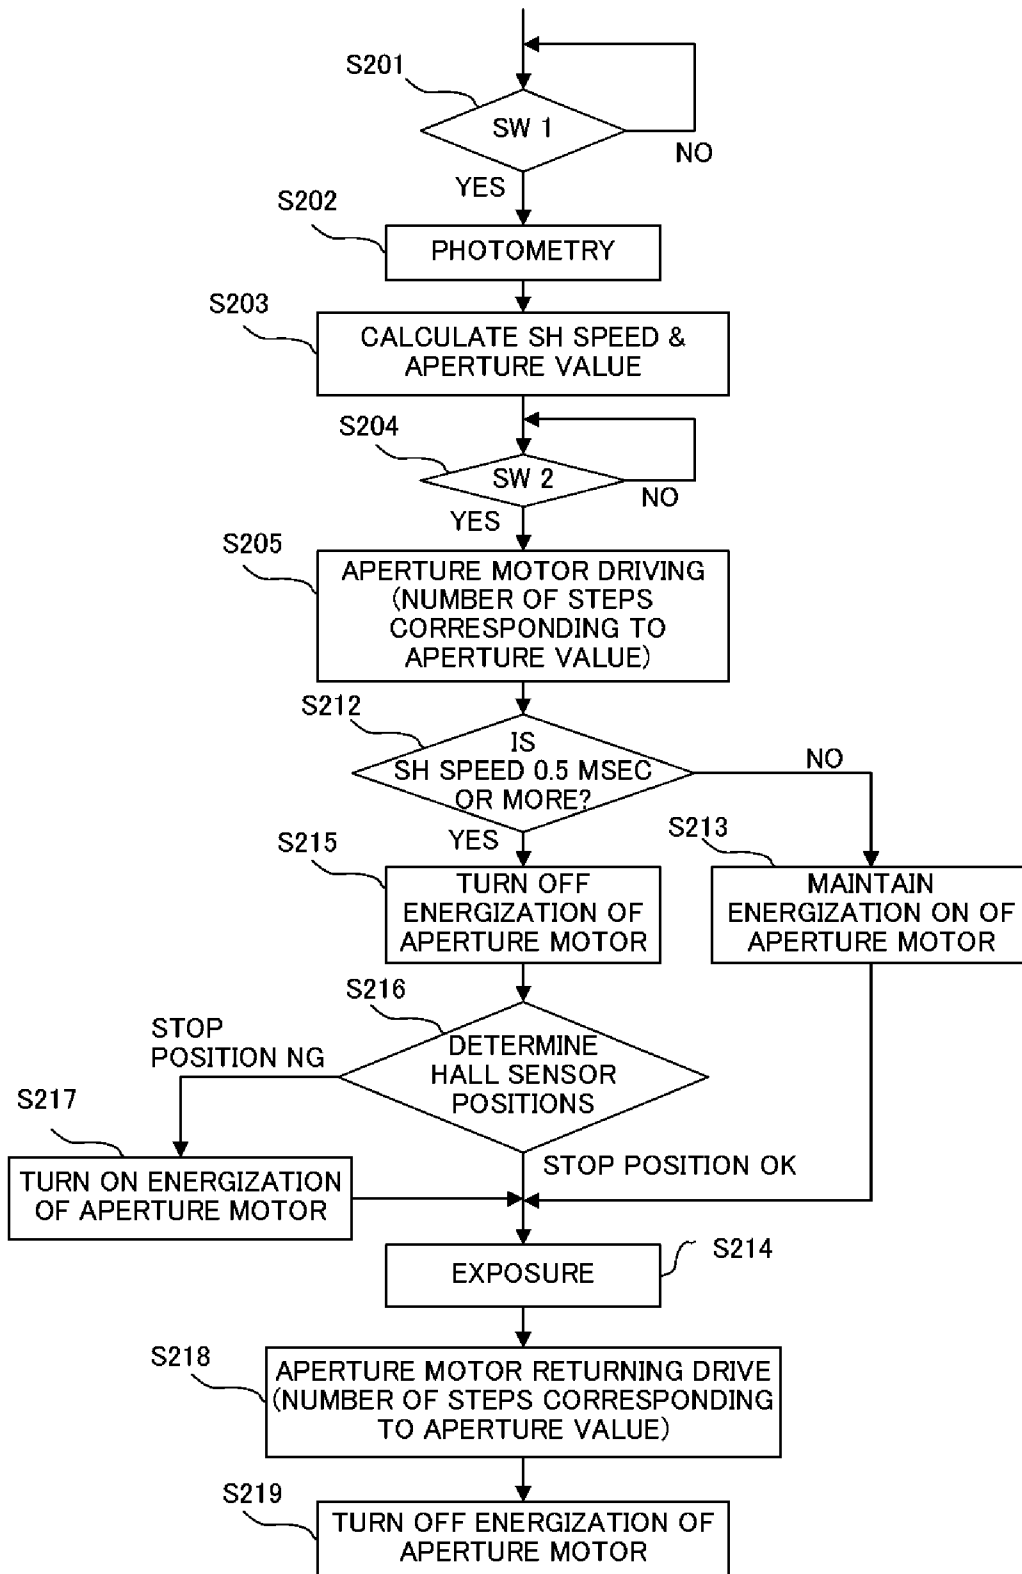 S201
SW 1
NO
YES
S202
PHOTOMETRY
S203
CALCULATE SH SPEED &
APERTURE VALUE
S204
SW 2
NO
YES
S205
APERTURE MOTOR DRIVING
(NUMBER OF STEPS
CORRESPONDING TO
APERTURE VALUE)
S212
IS
SH SPEED 0.5 MSEC
OR MORE?
NO
YES
S215
TURN OFF
ENERGIZATION OF
APERTURE MOTOR
S213
MAINTAIN
ENERGIZATION ON OF
APERTURE MOTOR
S216
DETERMINE
HALL SENSOR
POSITIONS
STOP
POSITION NG
S217
TURN ON ENERGIZATION
OF APERTURE MOTOR
STOP POSITION OK
EXPOSURE
S214
S218
APERTURE MOTOR RETURNING DRIVE
(NUMBER OF STEPS CORRESPONDING
TO APERTURE VALUE)
S219
TURN OFF ENERGIZATION OF
APERTURE MOTOR